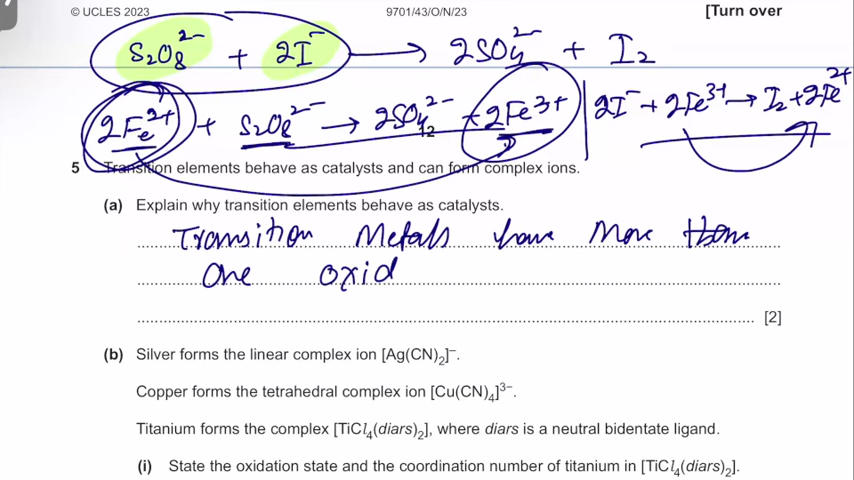 © UCLES 2023 9701/43/O/N/23 [Turn over
S₂O₈²⁻ + 2I⁻ → 2SO₄²⁻ + I₂
2Fe²⁺ + S₂O₈²⁻ → 2SO₄²⁻ + 2Fe³⁺ | 2I⁻ + 2Fe³⁺ → I₂ + 2Fe²⁺
12
5 Transition elements behave as catalysts and can form complex ions.
(a) Explain why transition elements behave as catalysts.
Transition Metals have More than
One oxid
[2]
(b) Silver forms the linear complex ion [Ag(CN)₂]⁻.
Copper forms the tetrahedral complex ion [Cu(CN)₄]³⁻.
Titanium forms the complex [TiCl₄(diars)₂], where diars is a neutral bidentate ligand.
(i) State the oxidation state and the coordination number of titanium in [TiCl₄(diars)₂].